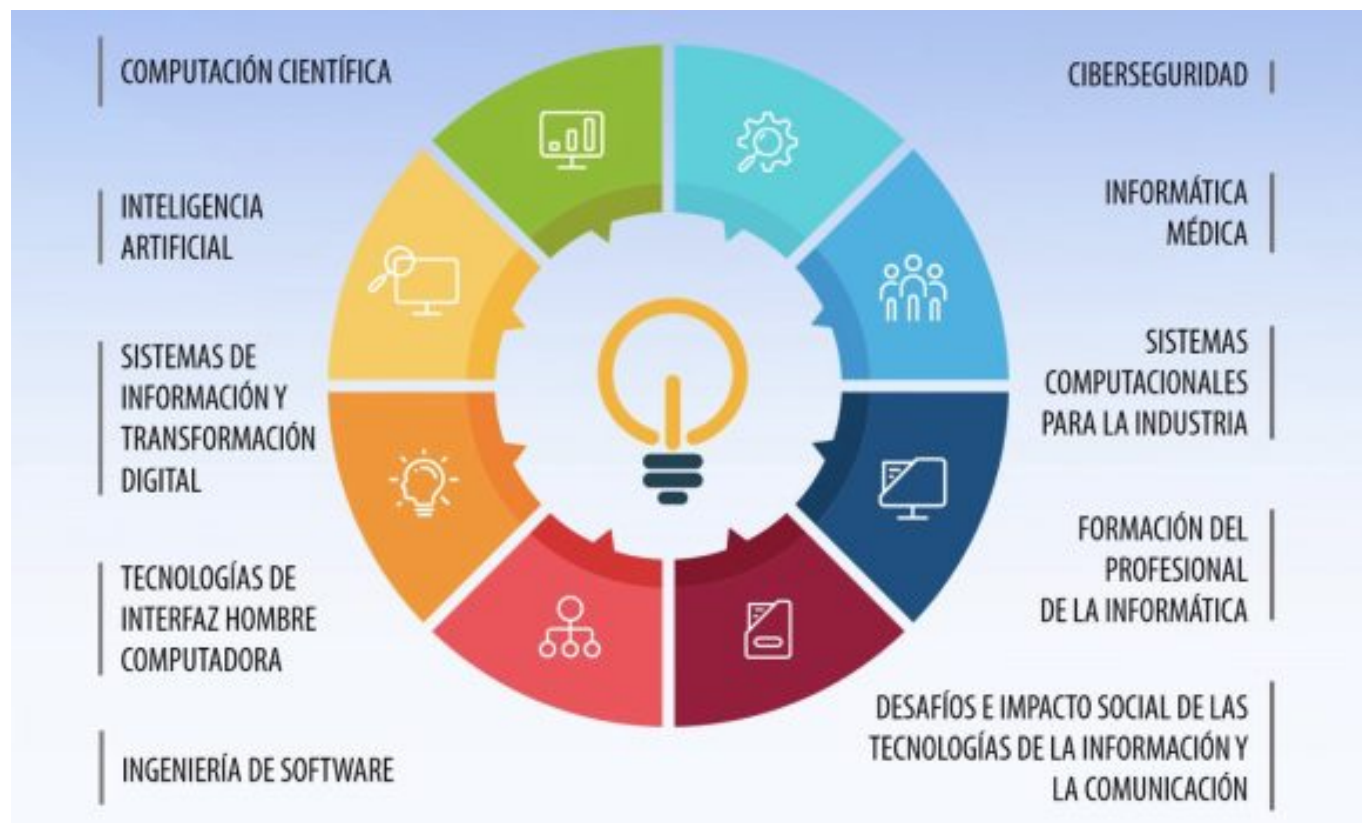 COMPUTACIÓN CIENTÍFICA
INTELIGENCIA
ARTIFICIAL
SISTEMAS DE
INFORMACIÓN Y
TRANSFORMACIÓN
DIGITAL
TECNOLOGÍAS DE
INTERFAZ HOMBRE
COMPUTADORA
INGENIERÍA DE SOFTWARE
CIBERSEGURIDAD
INFORMÁTICA
MÉDICA
SISTEMAS
COMPUTACIONALES
PARA LA INDUSTRIA
FORMACIÓN DEL
PROFESIONAL
DE LA INFORMÁTICA
DESAFÍOS E IMPACTO SOCIAL DE LAS
TECNOLOGÍAS DE LA INFORMACIÓN Y
LA COMUNICACIÓN